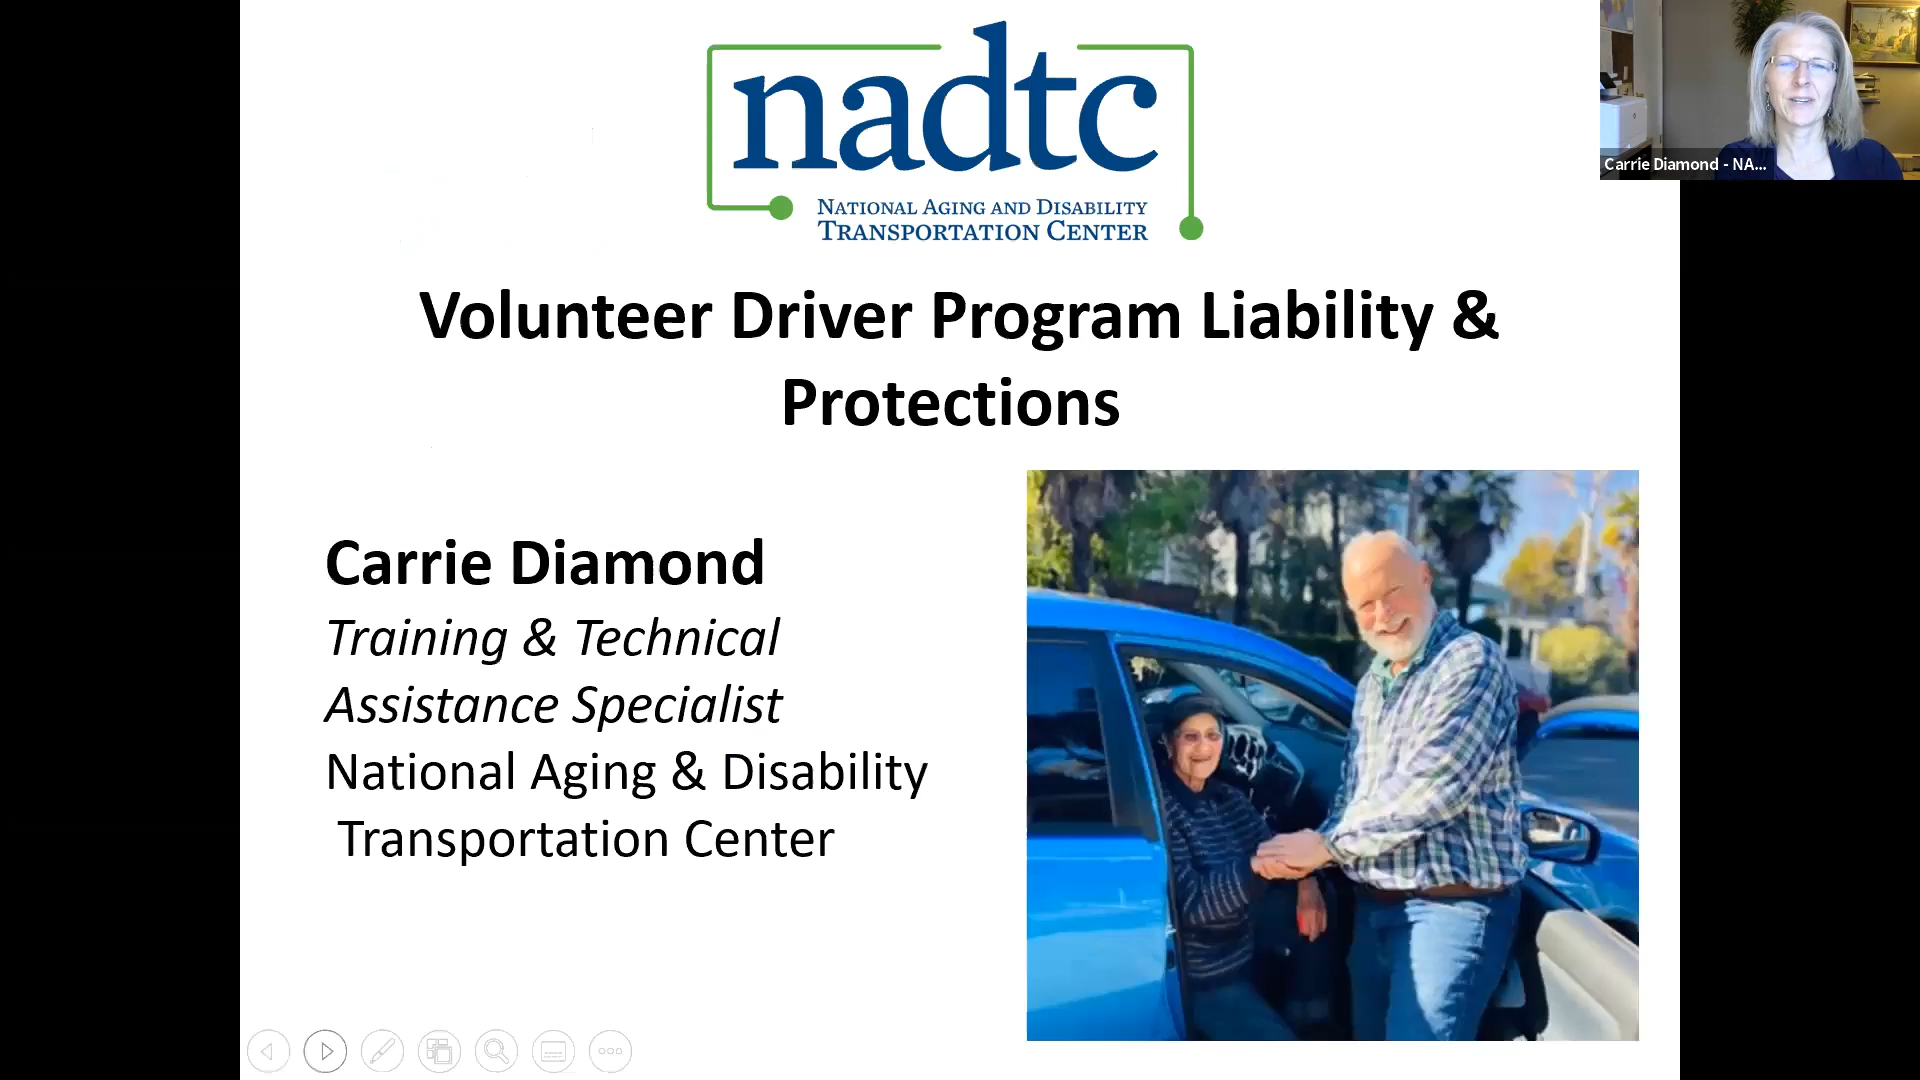 nadtc
NATIONAL AGING AND DISABILITY
TRANSPORTATION CENTER
Carrie Diamond - NA...
Volunteer Driver Program Liability &
Protections
Carrie Diamond
Training & Technical
Assistance Specialist
National Aging & Disability
Transportation Center